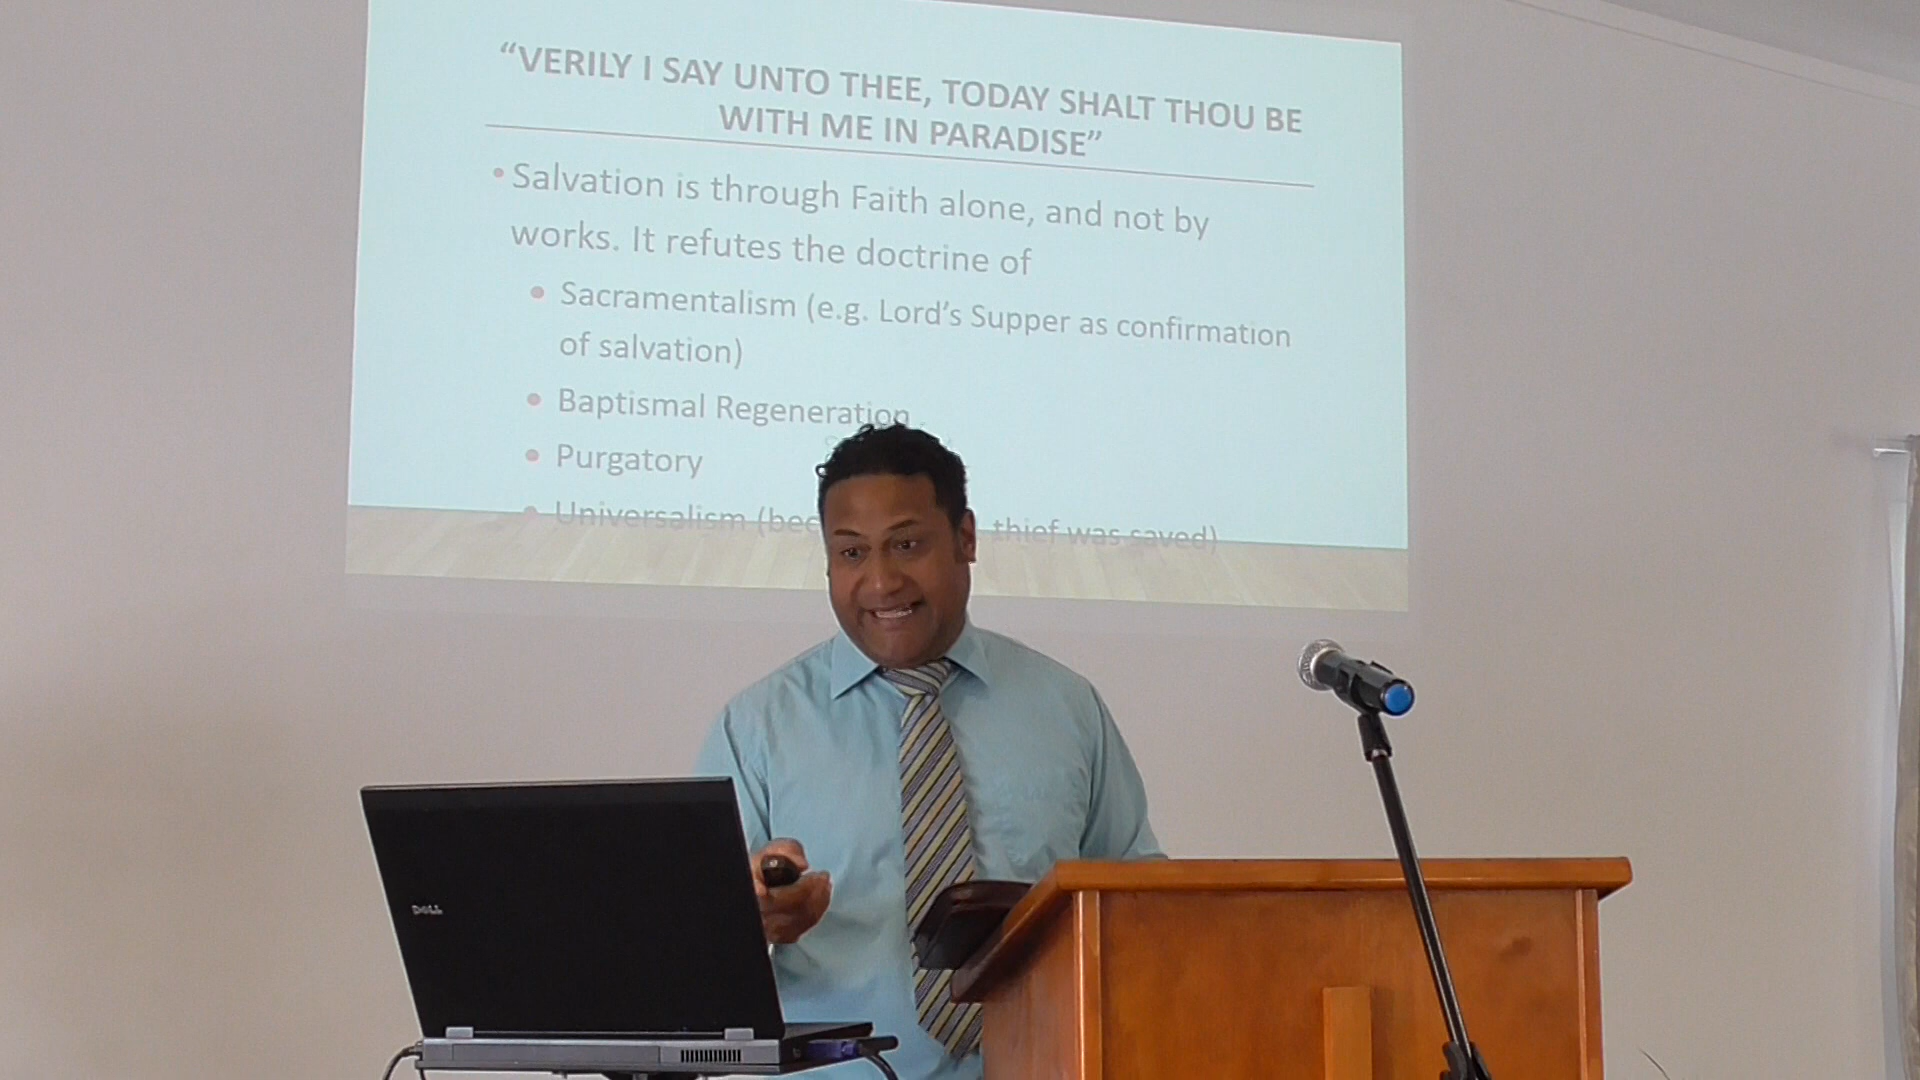 “VERILY I SAY UNTO THEE, TODAY SHALT THOU BE
WITH ME IN PARADISE”
• Salvation is through Faith alone, and not by
works. It refutes the doctrine of
• Sacramentalism (e.g. Lord’s Supper as confirmation
of salvation)
• Baptismal Regeneration
• Purgatory
• Universalism ( thief was saved)
DELL